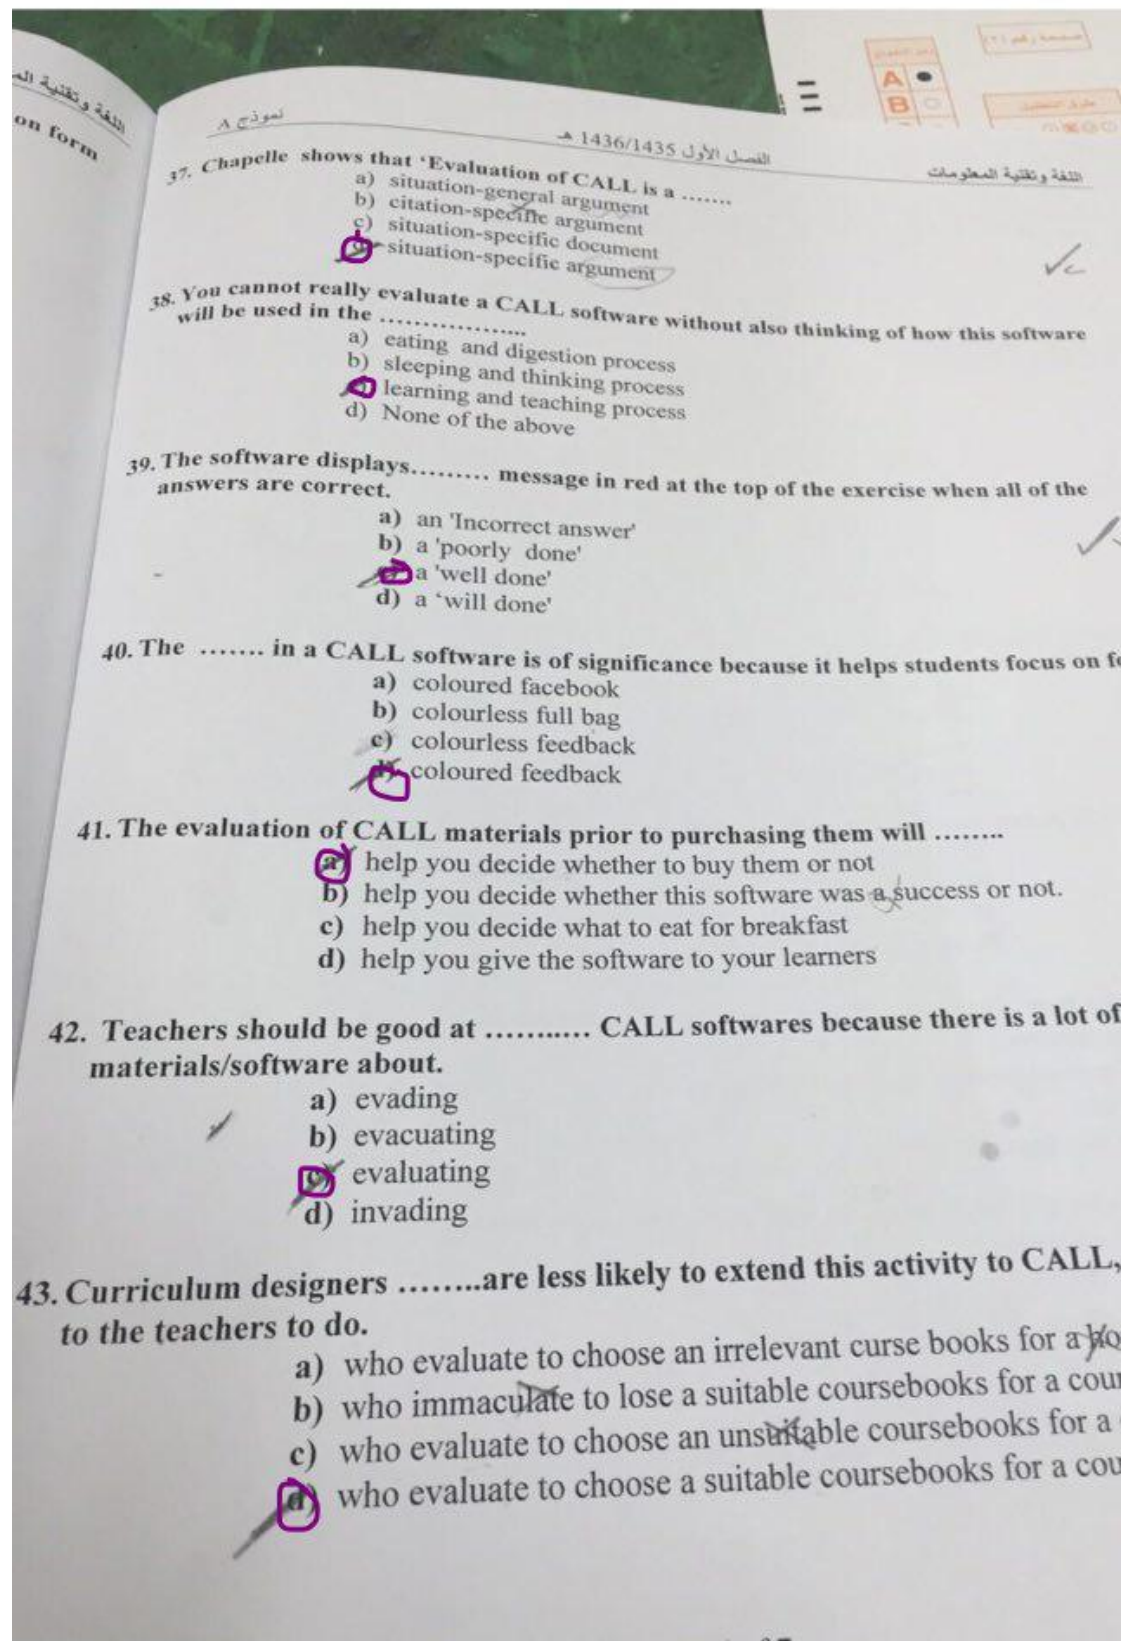 صفحة رقم (٢)
A
B
اللغة وتقنية
on form
نموذج A
الفصل الأول 1436/1435 هـ
اللغة وتقنية المعلومات
37. Chapelle shows that ‘Evaluation of CALL is a .......
a) situation-general argument
b) citation-specific argument
c) situation-specific document
situation-specific argument
38. You cannot really evaluate a CALL software without also thinking of how this software
will be used in the .................
a) eating and digestion process
b) sleeping and thinking process
learning and teaching process
d) None of the above
39. The software displays......... message in red at the top of the exercise when all of the
answers are correct.
a) an 'Incorrect answer'
b) a 'poorly done'
a 'well done'
d) a ‘will done'
40. The ....... in a CALL software is of significance because it helps students focus on
a) coloured facebook
b) colourless full bag
c) colourless feedback
d) coloured feedback
41. The evaluation of CALL materials prior to purchasing them will ........
a) help you decide whether to buy them or not
b) help you decide whether this software was a success or not.
c) help you decide what to eat for breakfast
d) help you give the software to your learners
42. Teachers should be good at ........... CALL softwares because there is a lot of
materials/software about.
a) evading
b) evacuating
c) evaluating
d) invading
43. Curriculum designers ........are less likely to extend this activity to CALL,
to the teachers to do.
a) who evaluate to choose an irrelevant curse books for a
b) who immaculate to lose a suitable coursebooks for a
c) who evaluate to choose an unsuitable coursebooks for a
d) who evaluate to choose a suitable coursebooks for a